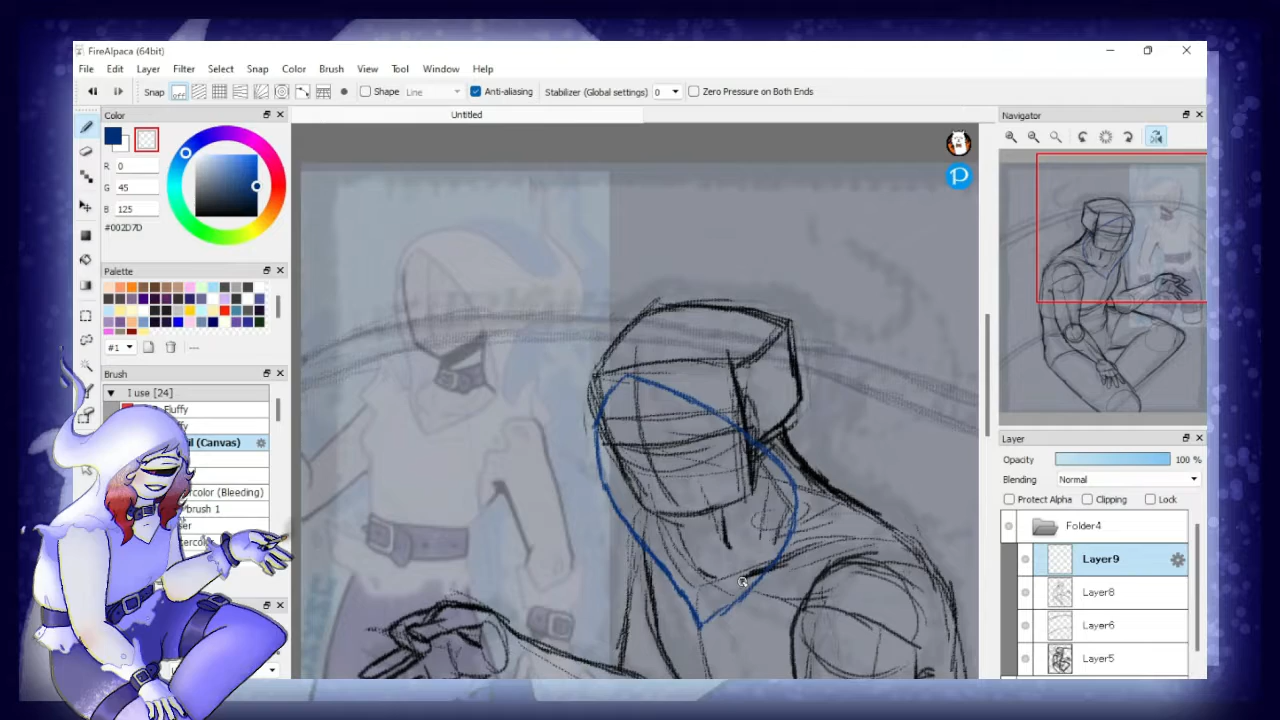 FireAlpaca (64bit)
File Edit Layer Filter Select Snap Color Brush View Tool Window Help
Snap off Shape Line Anti-aliasing Stabilizer (Global settings) 0 Zero Pressure on Both Ends
Color
Untitled
Navigator
R 0
G 45
B 125
#002D7D
Palette
#1 ---
Brush
I use [24]
Fluffy
il (Canvas)
rcolor (Bleeding)
brush 1
Layer
Opacity 100 %
Blending Normal
Protect Alpha Clipping Lock
Folder4
Layer9
Layer8
Layer6
Layer5